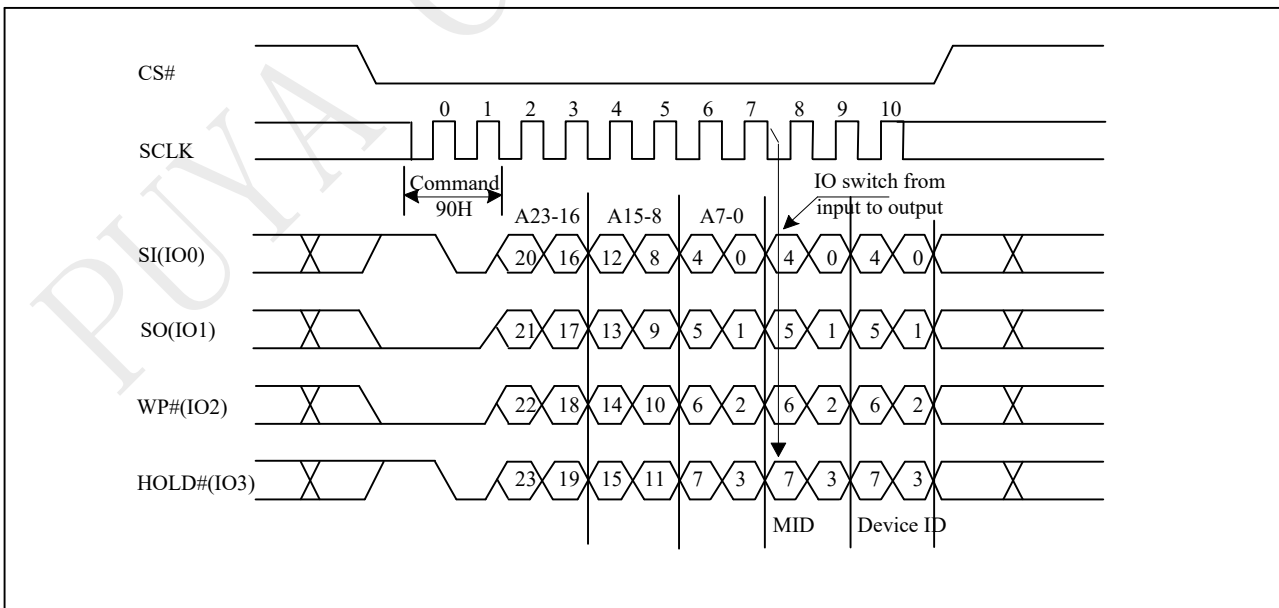 PUYA
CS#
0 1 2 3 4 5 6 7 8 9 10
SCLK
Command
90H
IO switch from
input to output
A23-16 A15-8 A7-0
SI(IO0) 20 16 12 8 4 0 4 0 4 0
SO(IO1) 21 17 13 9 5 1 5 1 5 1
WP#(IO2) 22 18 14 10 6 2 6 2 6 2
HOLD#(IO3) 23 19 15 11 7 3 7 3 7 3
MID Device ID